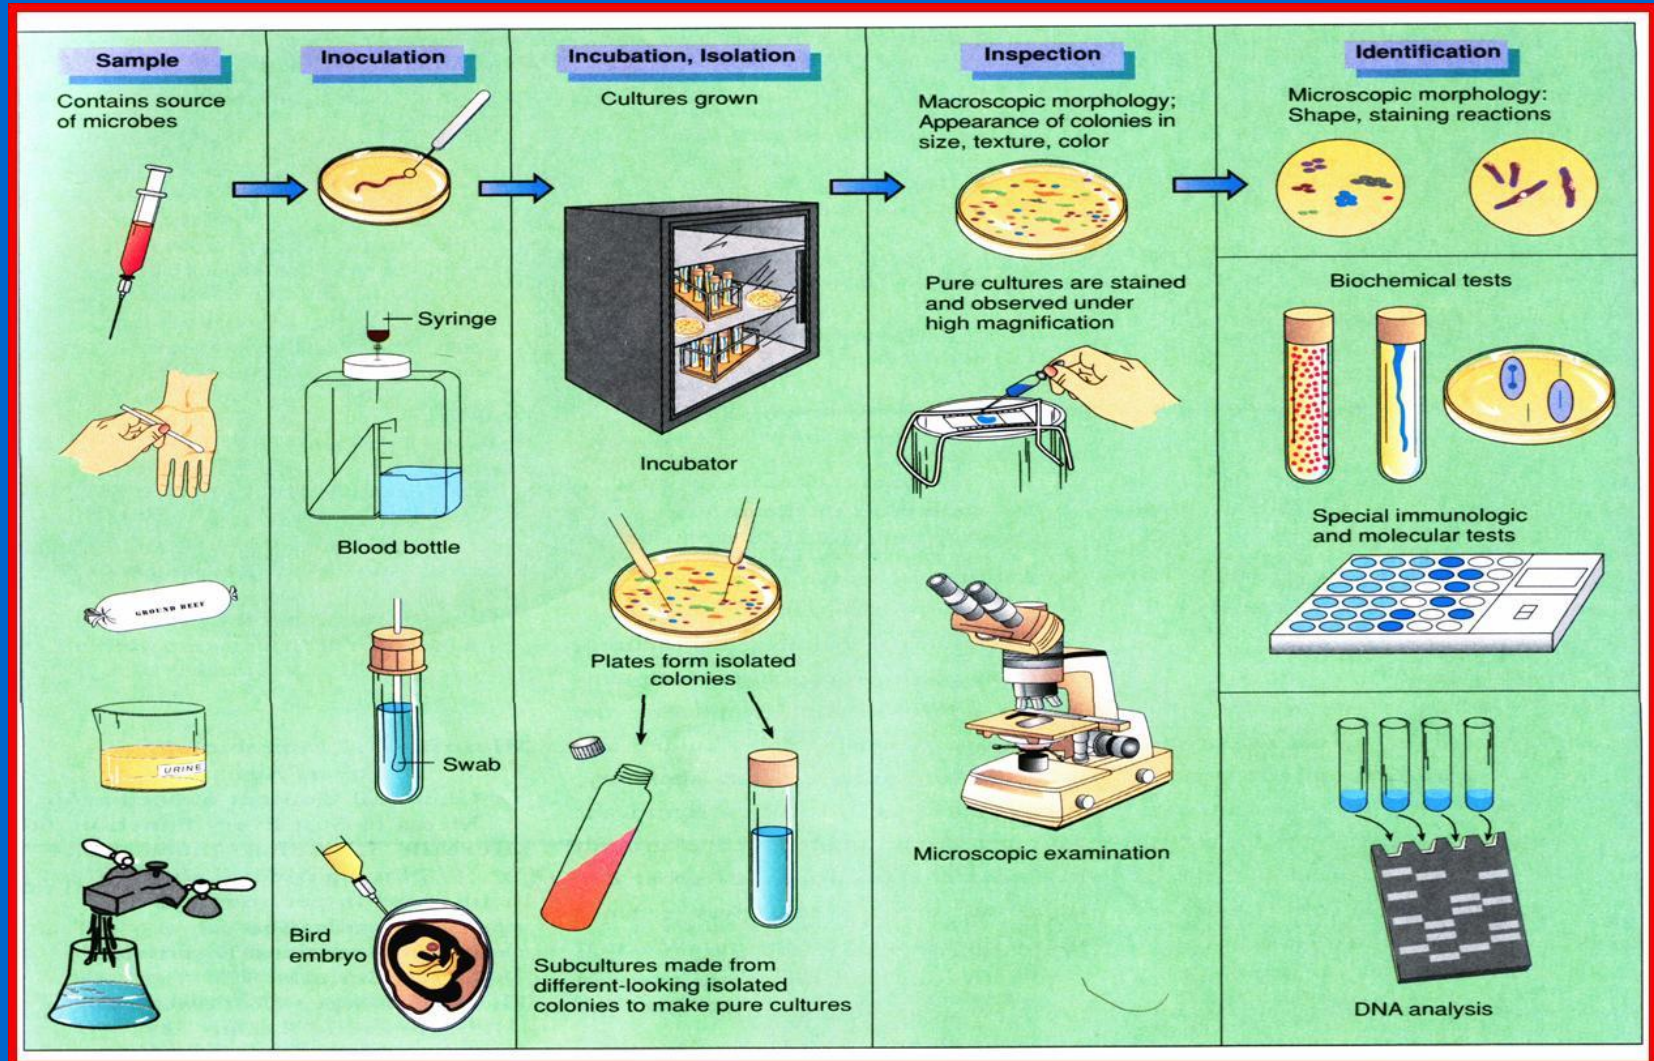 Sample
Contains source
of microbes
GROUND BEEF
URINE
Inoculation
Syringe
Blood bottle
Swab
Bird
embryo
Incubation, Isolation
Cultures grown
Incubator
Plates form isolated
colonies
Subcultures made from
different-looking isolated
colonies to make pure cultures
Inspection
Macroscopic morphology;
Appearance of colonies in
size, texture, color
Pure cultures are stained
and observed under
high magnification
Microscopic examination
Identification
Microscopic morphology:
Shape, staining reactions
Biochemical tests
Special immunologic
and molecular tests
DNA analysis